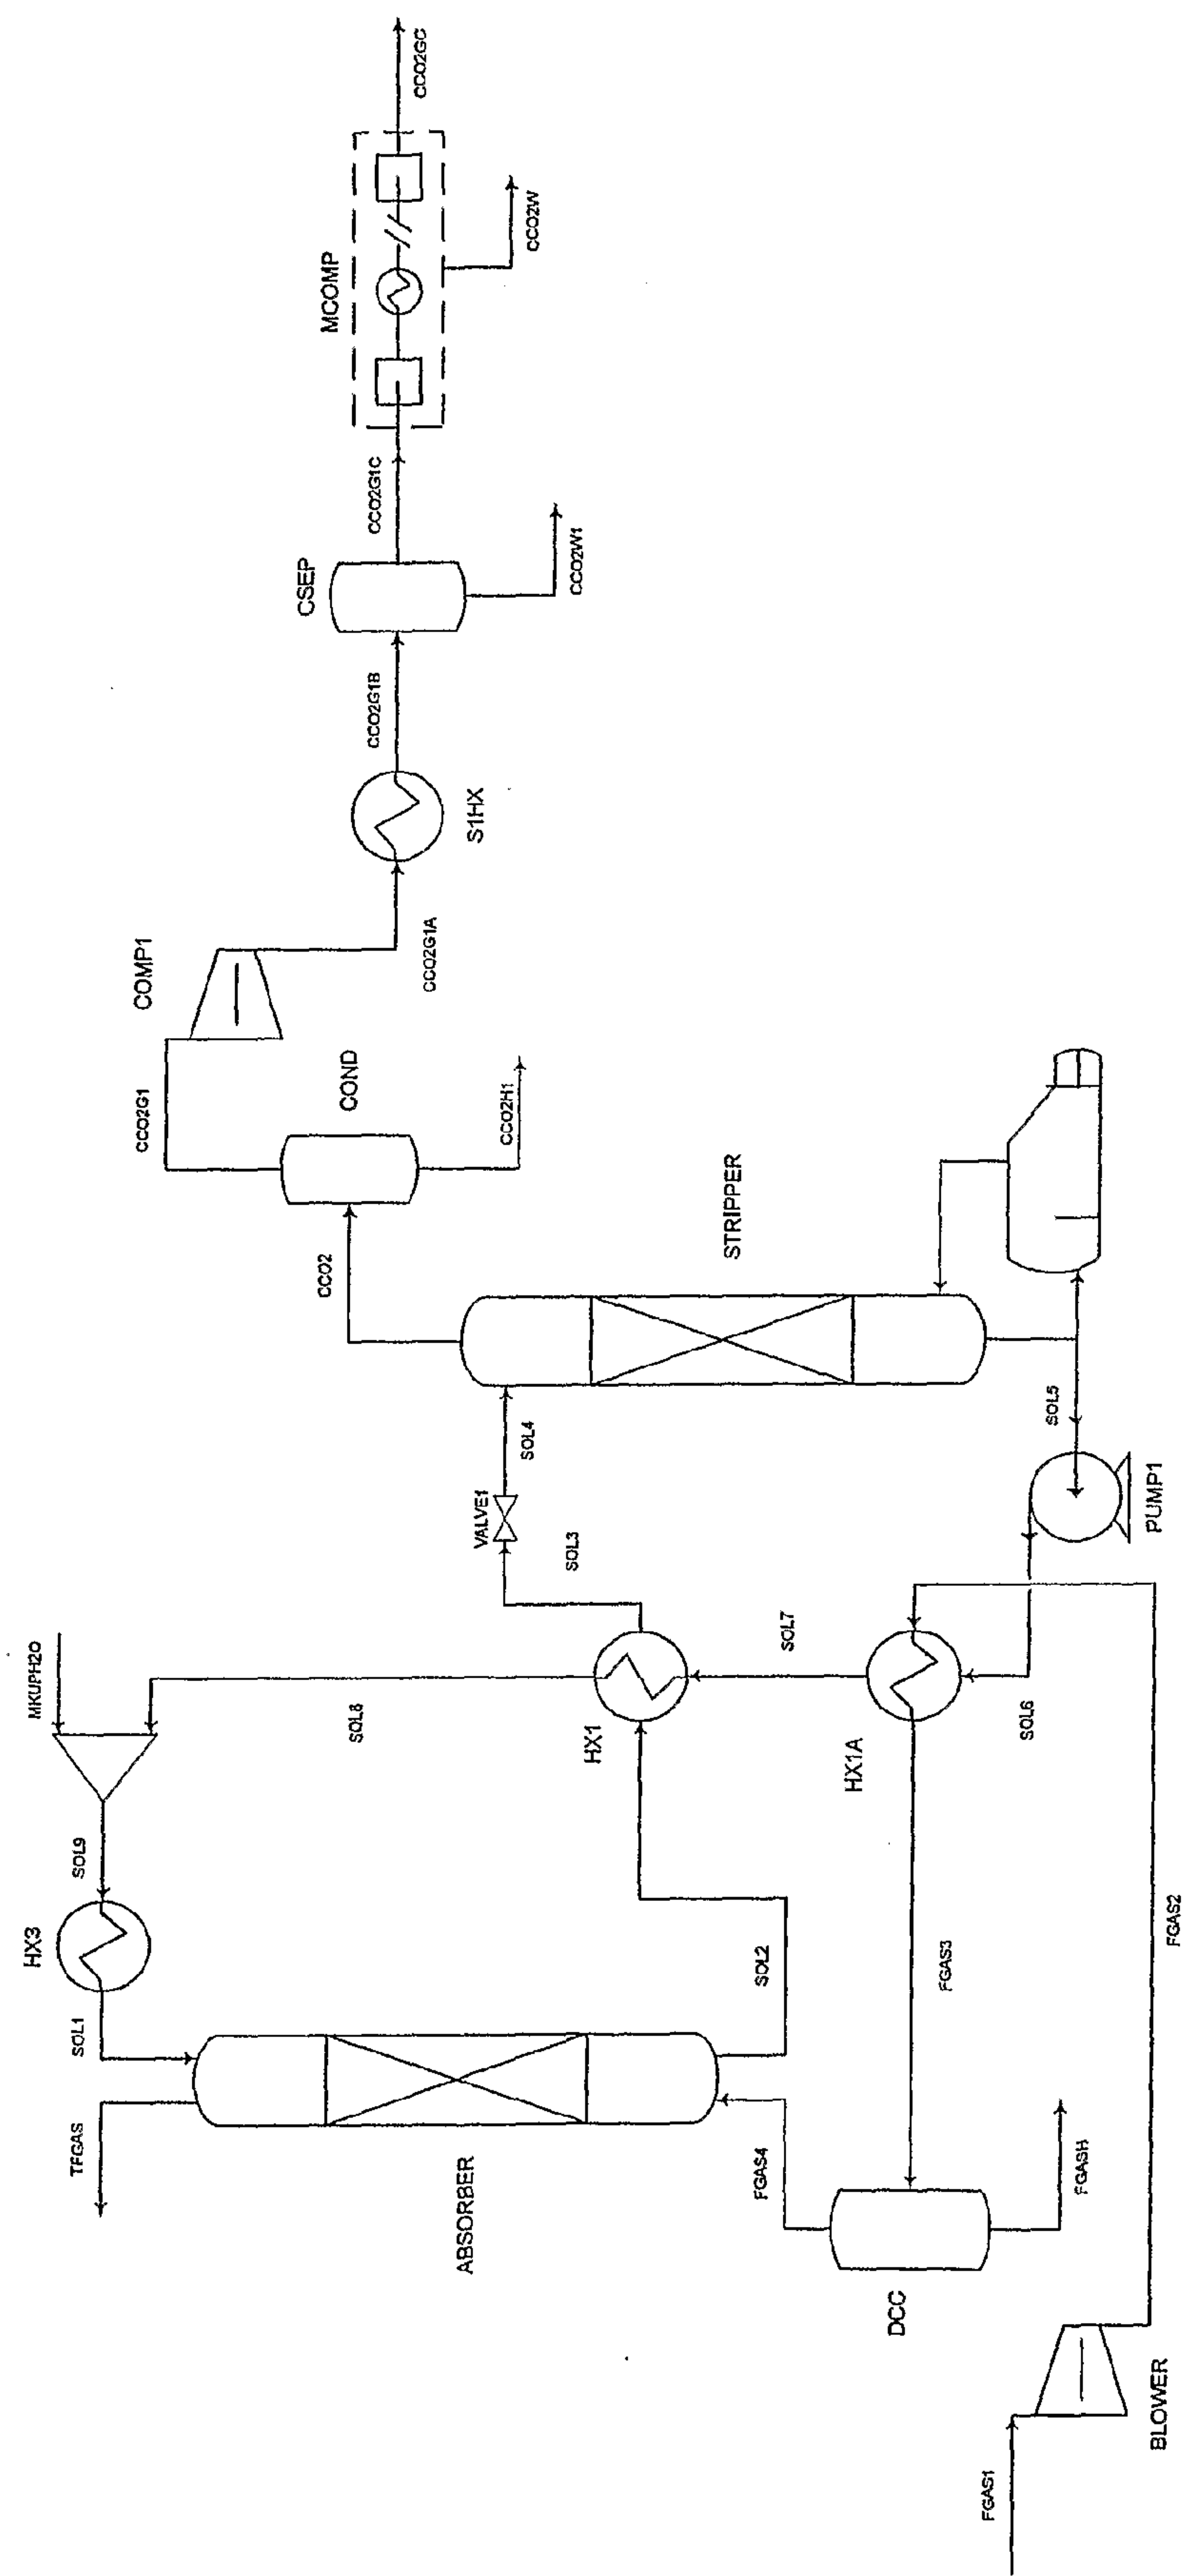 FGAS1
BLOWER
FGAS2
DCC
FGASH
FGAS4
FGAS3
ABSORBER
TFGAS
SOL1
SOL2
HX3
SOL9
MKUPH2O
SOL8
HX1
HX1A
SOL7
SOL6
SOL3
VALVE1
SOL4
PUMP1
SOL5
STRIPPER
CCO2
COND
CCO2H1
CCO2G1
COMP1
CCO2G1A
S1HX
CCO2G1B
CSEP
CCO2W1
CCO2G1C
MCOMP
CCO2W
CCO2GC